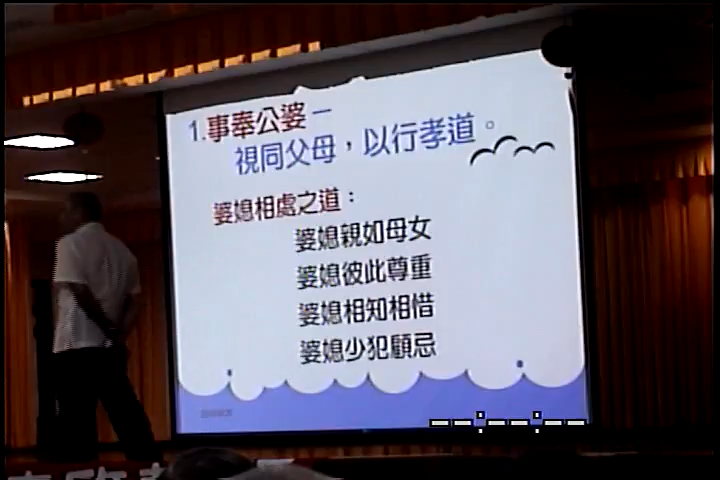 1.事奉公婆－
視同父母，以行孝道。
婆媳相處之道：
婆媳親如母女
婆媳彼此尊重
婆媳相知相惜
婆媳少犯顧忌
--:--:--